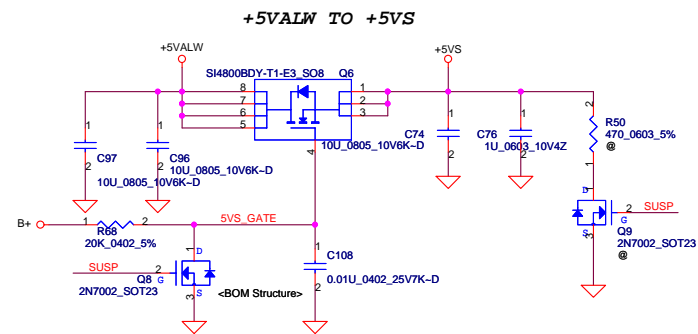 +5VALW TO +5VS
+5VALW
+5VS
SI4800BDY-T1-E3_SO8
Q6
8
7
6
5
1
2
3
4
1
2
C97
10U_0805_10V6K~D
1
2
C96
10U_0805_10V6K~D
1
2
C74
10U_0805_10V6K~D
1
2
C76
1U_0603_10V4Z
2
1
R50
470_0603_5%
@
B+
1
2
R68
20K_0402_5%
5VS_GATE
SUSP
2
G
1
D
3
S
Q8
2N7002_SOT23
<BOM Structure>
1
2
C108
0.01U_0402_25V7K~D
1
D
3
S
2
G
SUSP
Q9
2N7002_SOT23
@